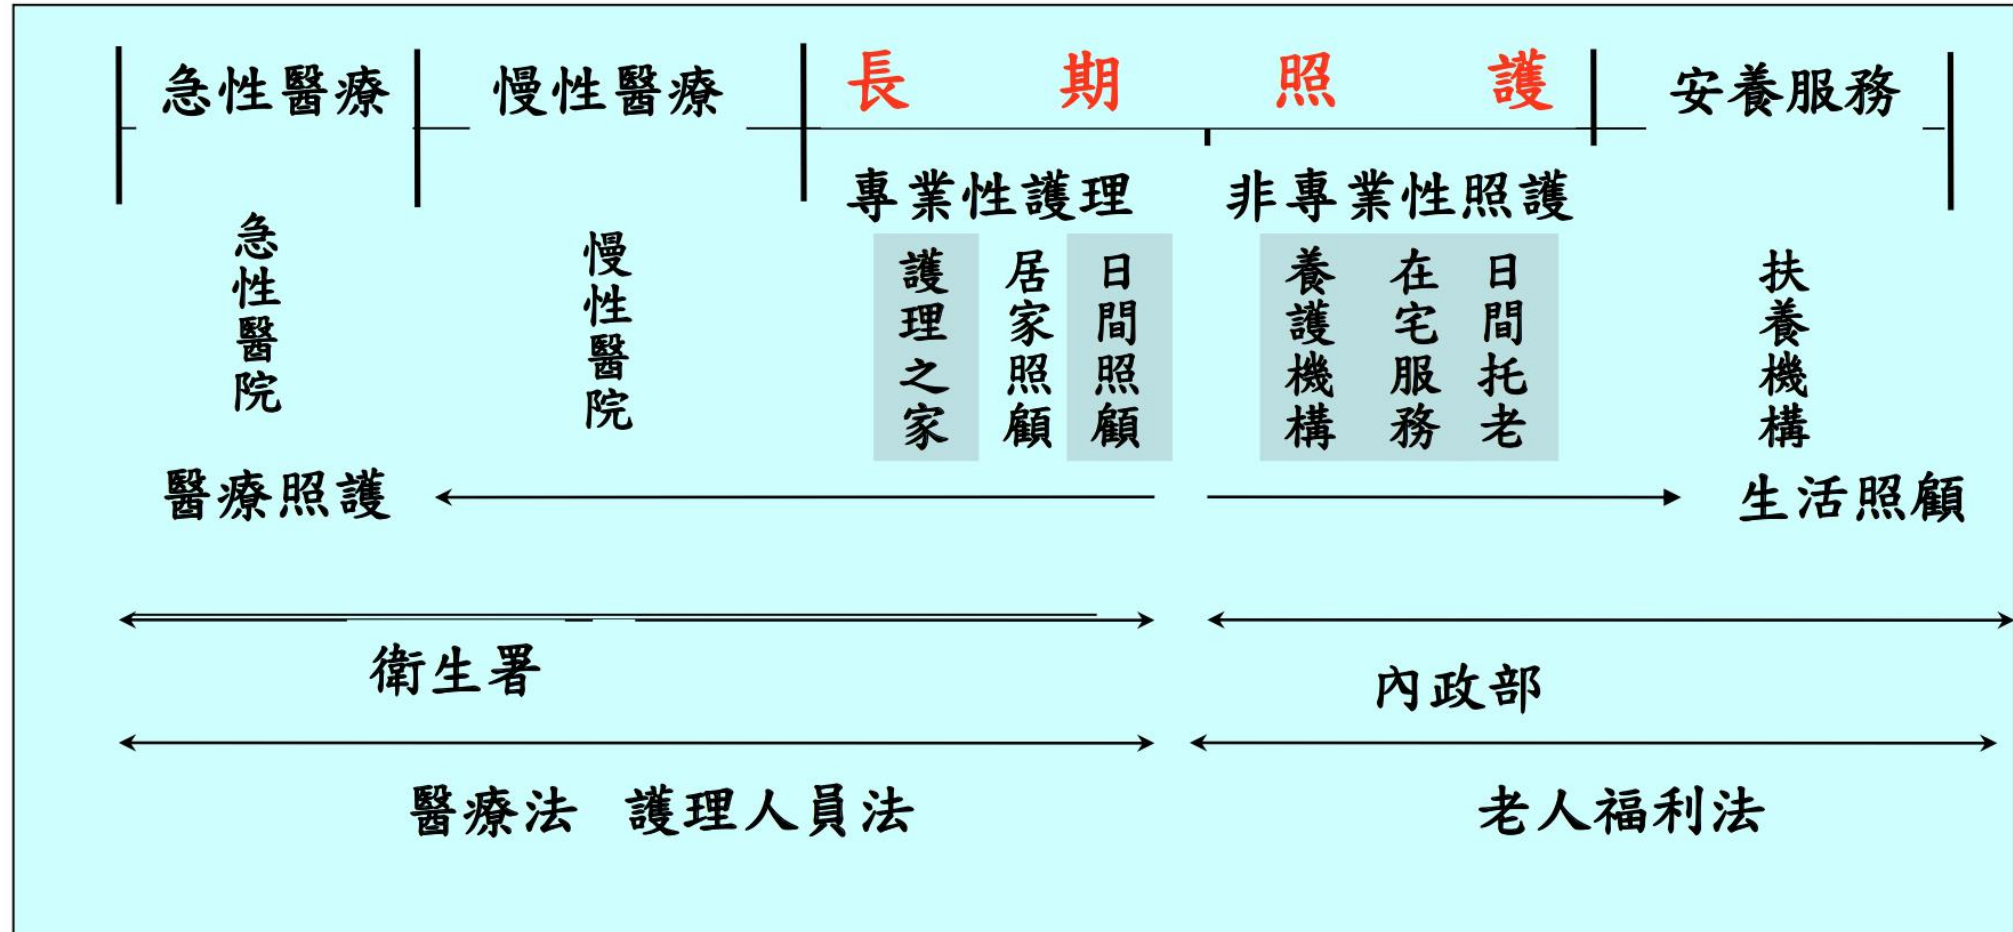 急性醫療 慢性醫療 長期照護 安養服務
專業性護理 非專業性照護
急性醫院
慢性醫院
護理之家
居家照顧
日間照顧
養護機構
在宅服務
日間托老
扶養機構
醫療照護 生活照顧
衛生署 內政部
醫療法 護理人員法 老人福利法